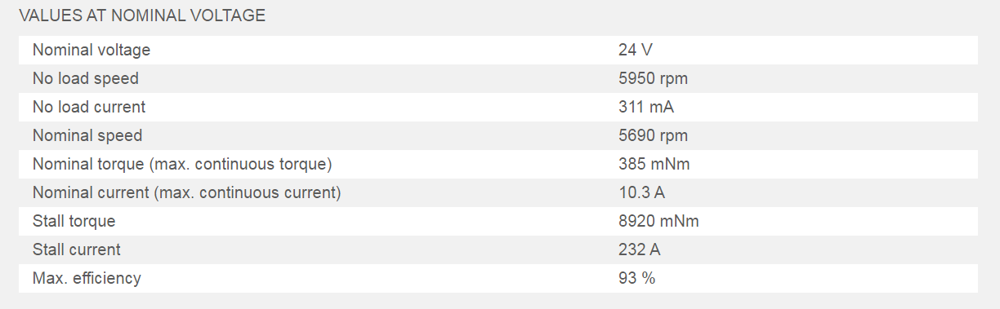 VALUES AT NOMINAL VOLTAGE
Nominal voltage 24 V
No load speed 5950 rpm
No load current 311 mA
Nominal speed 5690 rpm
Nominal torque (max. continuous torque) 385 mNm
Nominal current (max. continuous current) 10.3 A
Stall torque 8920 mNm
Stall current 232 A
Max. efficiency 93 %